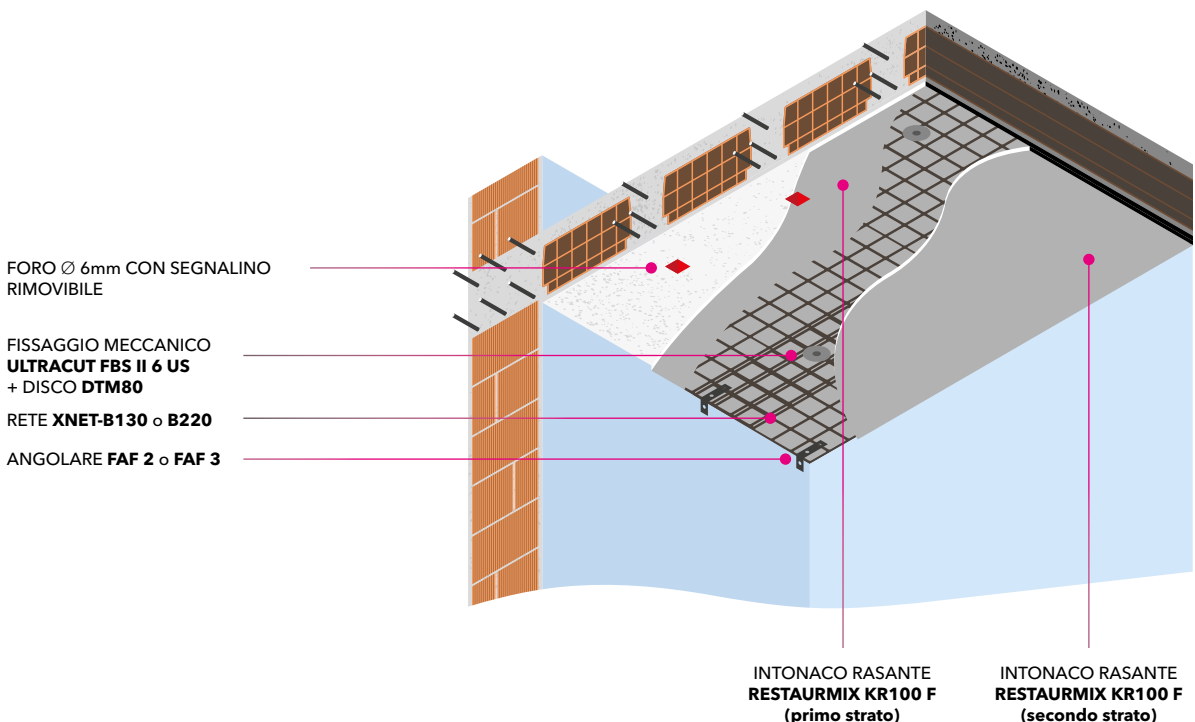 FORO Ø 6mm CON SEGNALINO
RIMOVIBILE
FISSAGGIO MECCANICO
ULTRACUT FBS II 6 US
+ DISCO DTM80
RETE XNET-B130 o B220
ANGOLARE FAF 2 o FAF 3
INTONACO RASANTE
RESTAURMIX KR100 F
(primo strato)
INTONACO RASANTE
RESTAURMIX KR100 F
(secondo strato)